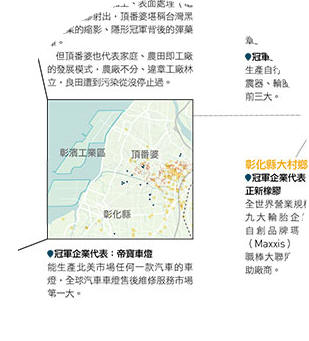 表面處理
射出，頂番婆堪稱台灣黑
的縮影、隱形冠軍背後的彈藥
但頂番婆也代表家庭、農田即工廠
的發展模式，農廠不分、違章工廠林
立，良田遭到污染從沒停止過。
彰濱工業區
頂番婆
彰化縣
●冠軍企業代表：帝寶車燈
能生產北美市場任何一款汽車的車
燈，全球汽車車燈售後維修服務市場
第一大。
●冠軍
生產自行
震器、輪
前三大。
彰化縣大村鄉
●冠軍企業代表
正新橡膠
全世界營業規
九大輪胎企
自創品牌瑪
（Maxxis）
職棒大聯
助廠商。